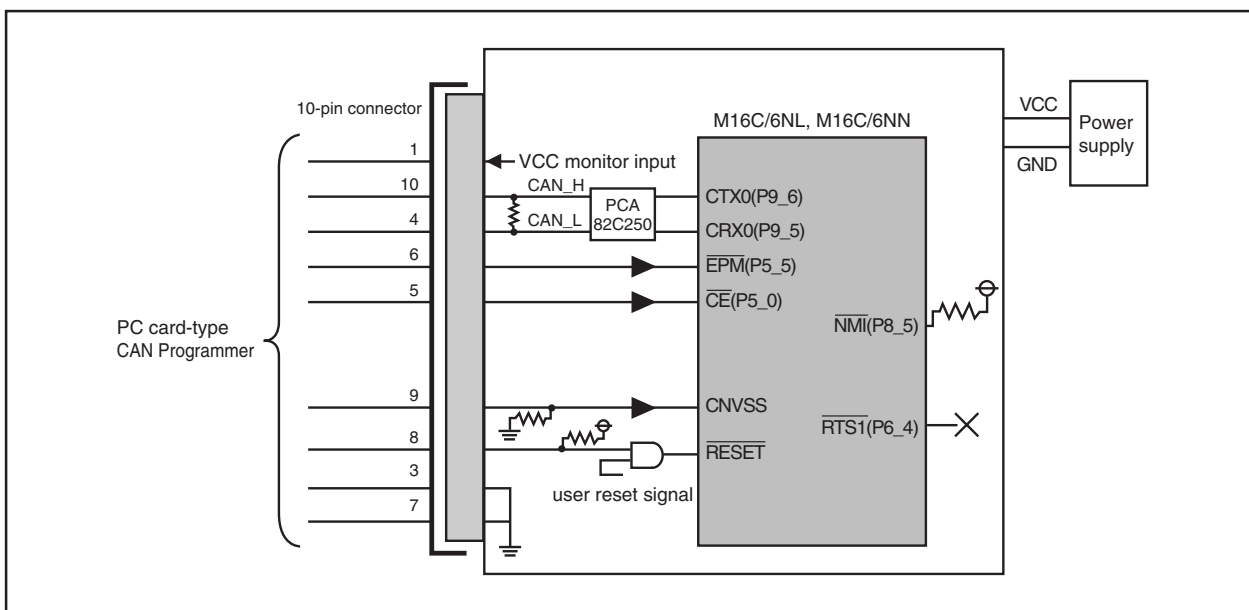 10-pin connector
M16C/6NL, M16C/6NN
VCC
Power
supply
GND
1
VCC monitor input
10
CAN_H
PCA
82C250
CTX0(P9_6)
4
CAN_L
CRX0(P9_5)
6
EPM(P5_5)
5
CE(P5_0)
NMI(P8_5)
PC card-type
CAN Programmer
9
CNVSS
RTS1(P6_4)
8
RESET
user reset signal
3
7